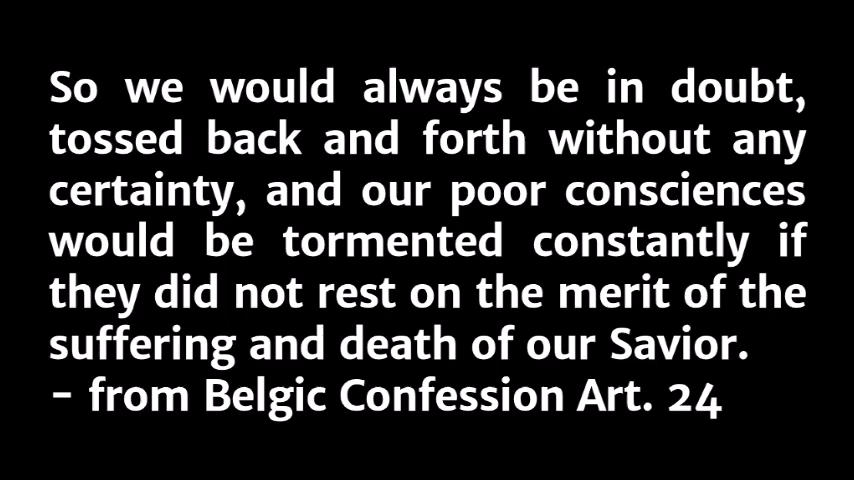 So we would always be in doubt,
tossed back and forth without any
certainty, and our poor consciences
would be tormented constantly if
they did not rest on the merit of the
suffering and death of our Savior.
- from Belgic Confession Art. 24